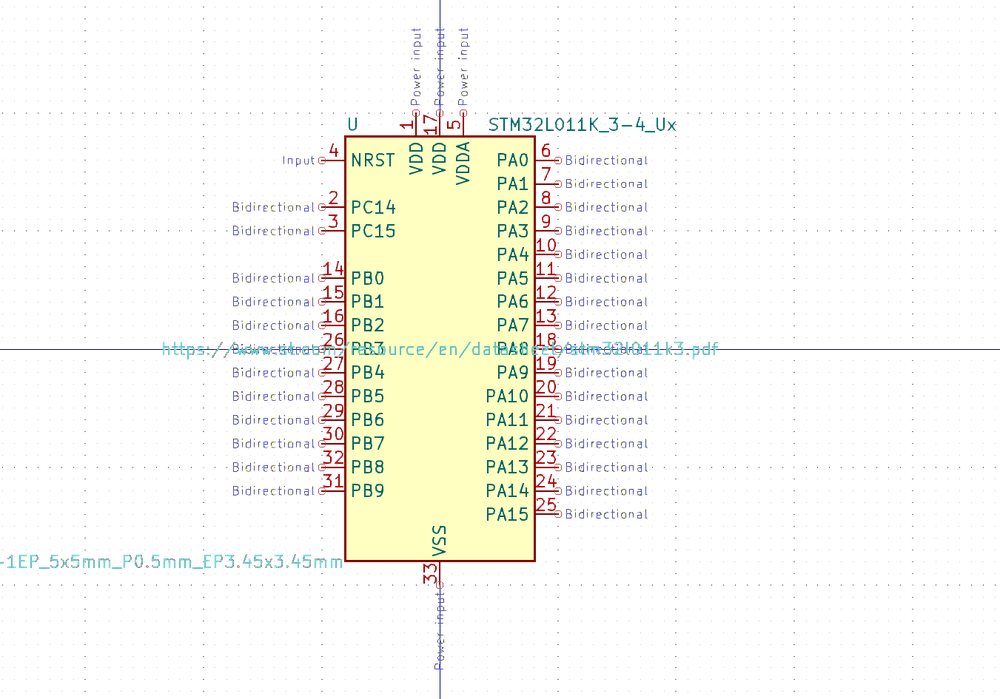 Power input Power input Power input
1 17 5
U STM32L011K_3-4_Ux
VDD VDD VDDA
Input 4 NRST PA0 6 Bidirectional
PA1 7 Bidirectional
Bidirectional 2 PC14 PA2 8 Bidirectional
Bidirectional 3 PC15 PA3 9 Bidirectional
PA4 10 Bidirectional
Bidirectional 14 PB0 PA5 11 Bidirectional
Bidirectional 15 PB1 PA6 12 Bidirectional
Bidirectional 16 PB2 PA7 13 Bidirectional
Bidirectional 26 PB3 PA8 18 Bidirectional
https://www.st.com/resource/en/datasheet/stm32l011k3.pdf
Bidirectional 27 PB4 PA9 19 Bidirectional
Bidirectional 28 PB5 PA10 20 Bidirectional
Bidirectional 29 PB6 PA11 21 Bidirectional
Bidirectional 30 PB7 PA12 22 Bidirectional
Bidirectional 32 PB8 PA13 23 Bidirectional
Bidirectional 31 PB9 PA14 24 Bidirectional
PA15 25 Bidirectional
VSS
-1EP_5x5mm_P0.5mm_EP3.45x3.45mm
33
Power input